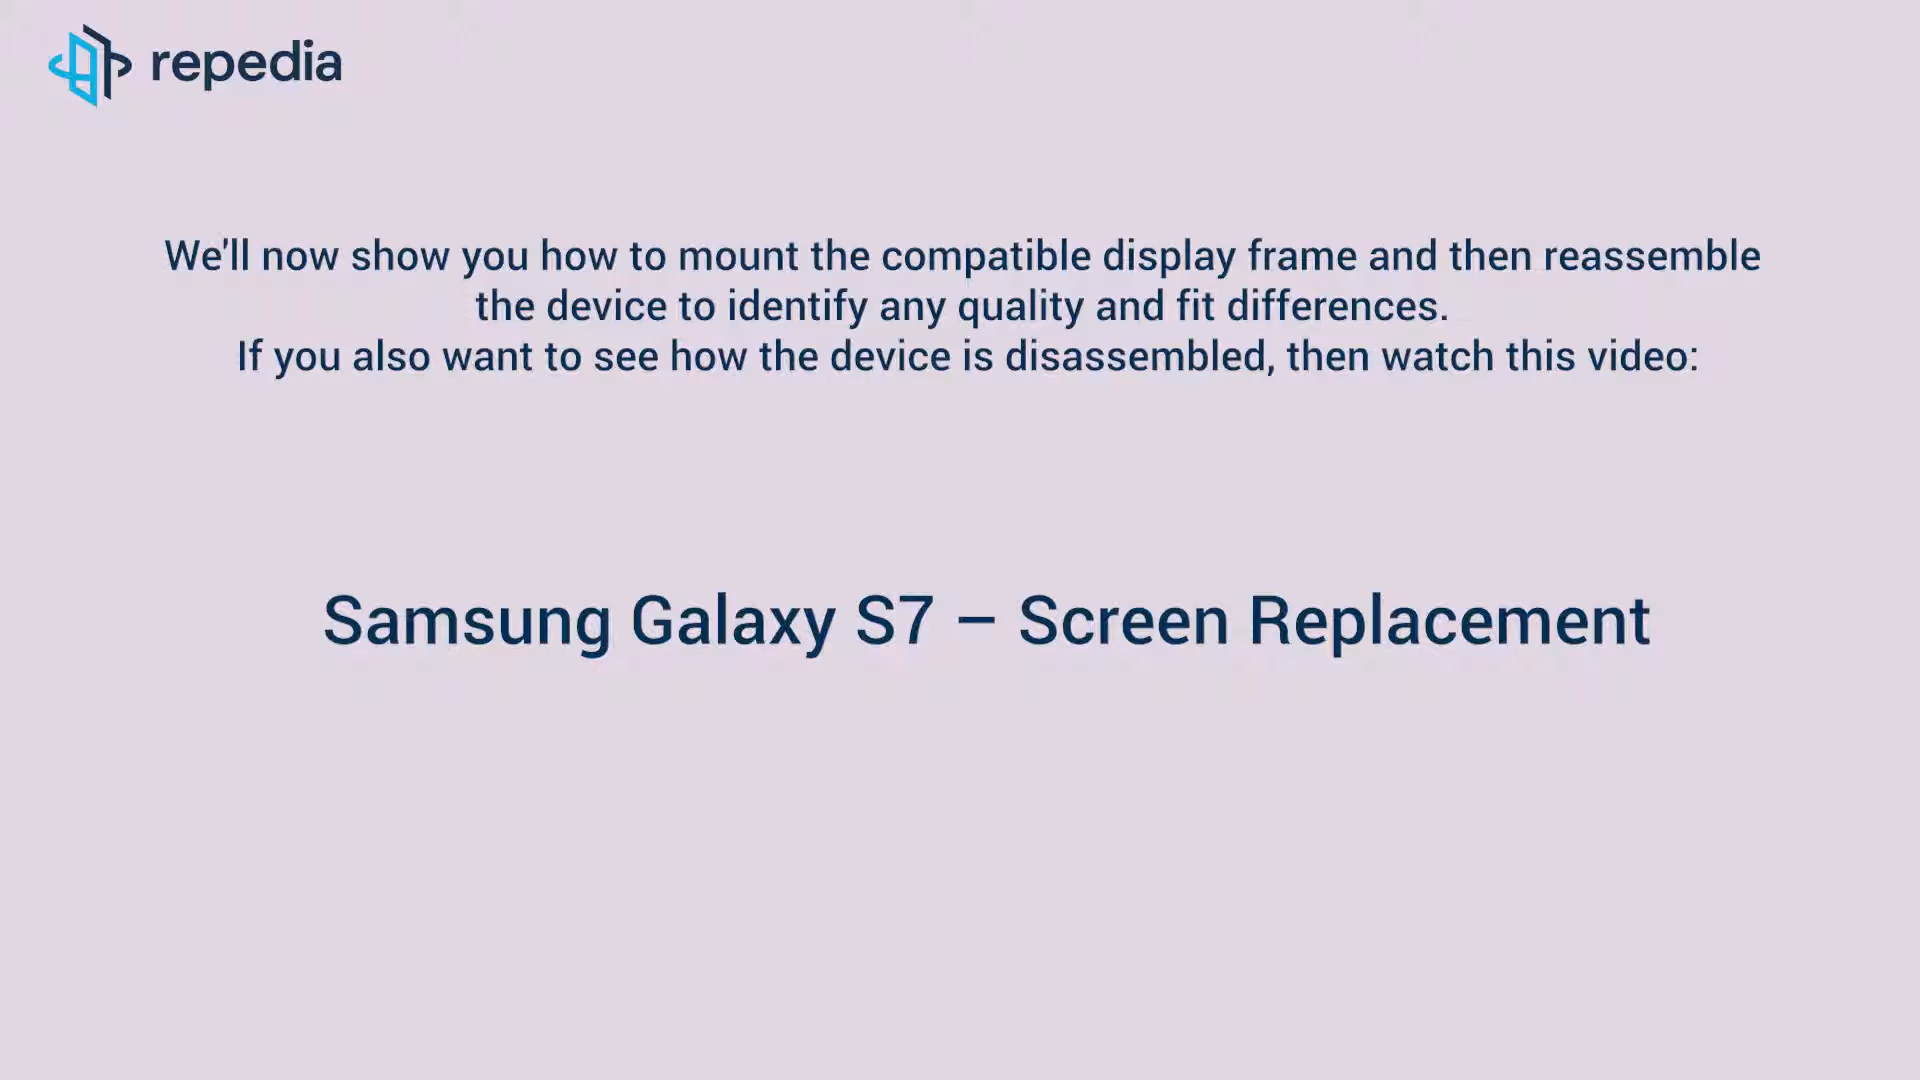 repedia
We'll now show you how to mount the compatible display frame and then reassemble
the device to identify any quality and fit differences.
If you also want to see how the device is disassembled, then watch this video:
Samsung Galaxy S7 – Screen Replacement